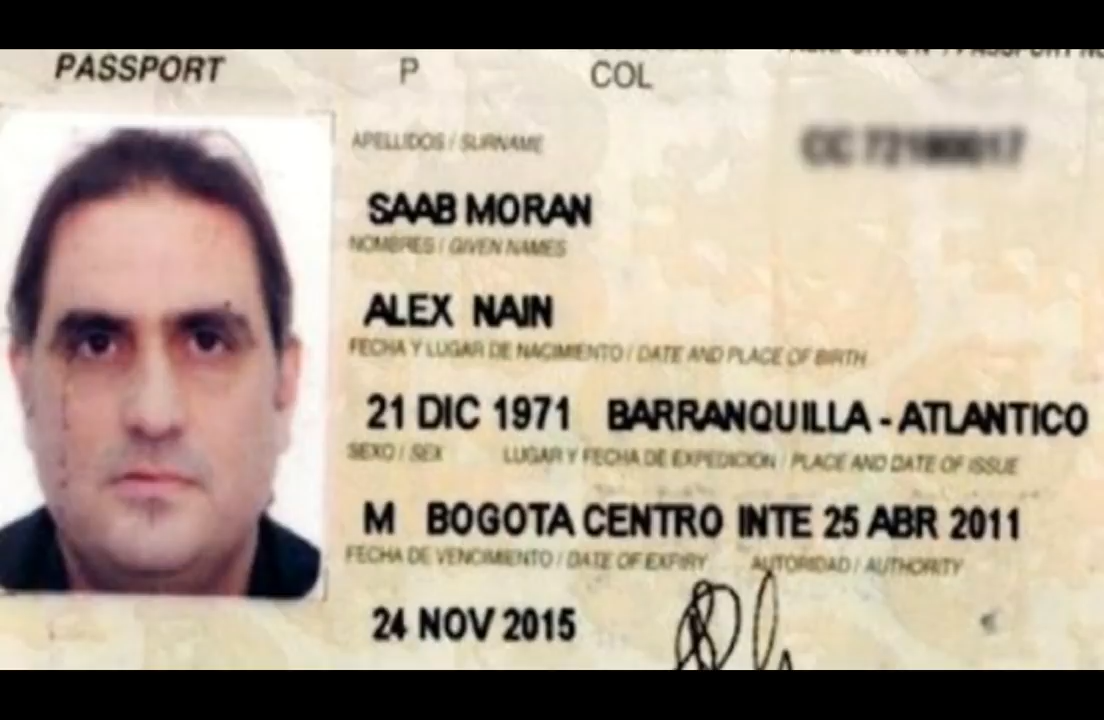 PASSPORT P COL
APELLIDOS / SURNAME
SAAB MORAN
NOMBRES / GIVEN NAMES
ALEX NAIN
FECHA Y LUGAR DE NACIMIENTO / DATE AND PLACE OF BIRTH
21 DIC 1971 BARRANQUILLA - ATLANTICO
SEXO / SEX LUGAR Y FECHA DE EXPEDICION / PLACE AND DATE OF ISSUE
M BOGOTA CENTRO INTE 25 ABR 2011
FECHA DE VENCIMIENTO / DATE OF EXPIRY AUTORIDAD / AUTHORITY
24 NOV 2015